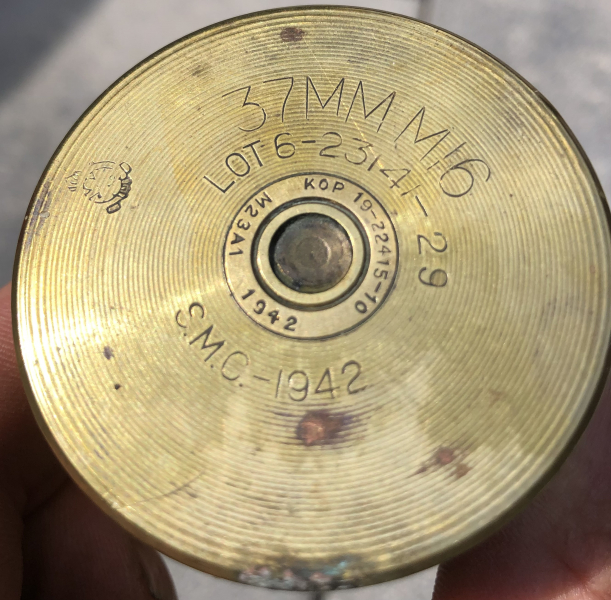 37MM M16
LOT 6-23141-29
S.M.C.-1942
KOP 19-22415-10
1942
M23A1